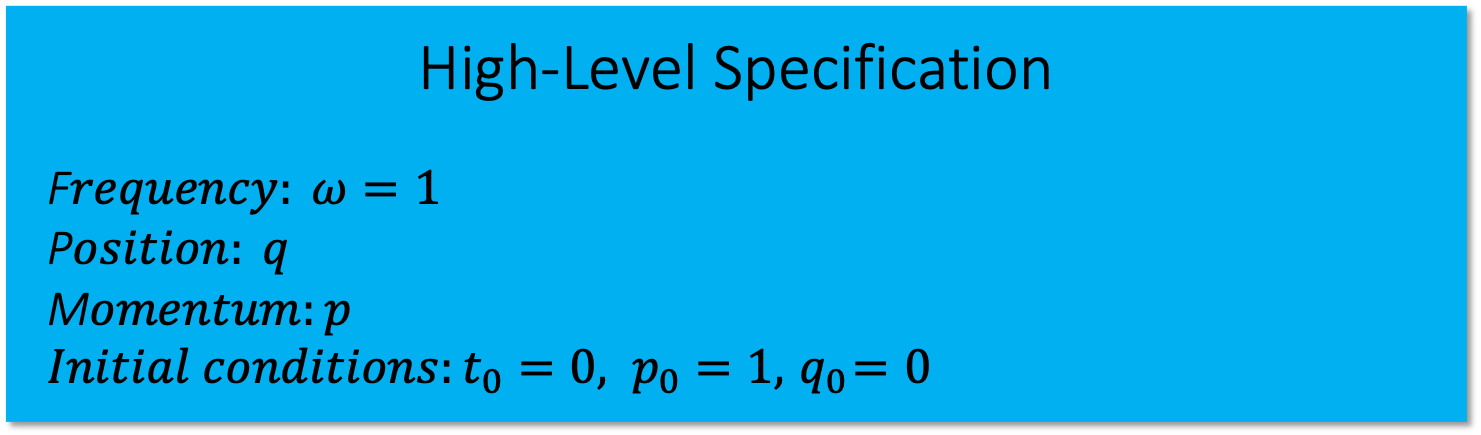 High-Level Specification
Frequency: ω = 1
Position: q
Momentum: p
Initial conditions: t₀ = 0, p₀ = 1, q₀ = 0